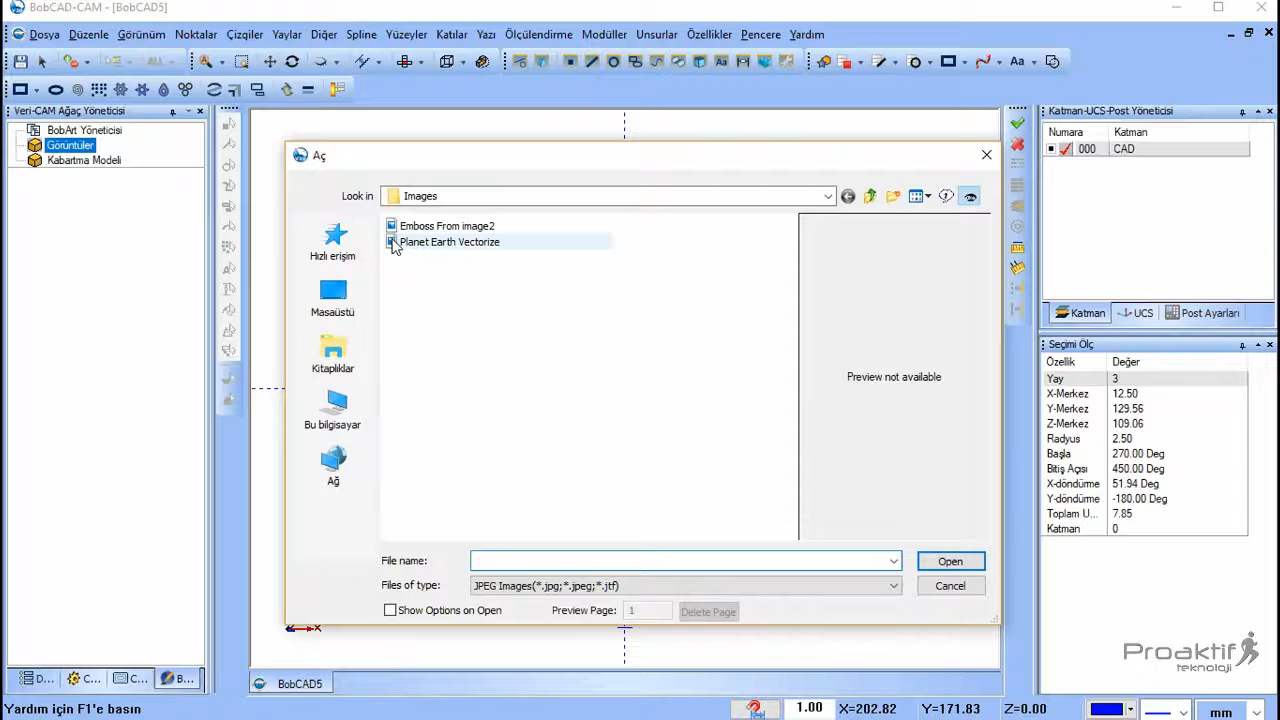 BobCAD-CAM - [BobCAD5]
Dosya Düzenle Görünüm Noktalar Çizgiler Yaylar Diğer Spline Yüzeyler Katılar Yazı Ölçülendirme Modüller Unsurlar Özellikler Pencere Yardım
Veri-CAM Ağaç Yöneticisi
BobArt Yöneticisi
Görüntüler
Kabartma Modeli
Aç
Look in
Images
Emboss From image2
Planet Earth Vectorize
Hızlı erişim
Masaüstü
Kitaplıklar
Bu bilgisayar
Ağ
Preview not available
File name:
Open
Files of type:
JPEG Images(*.jpg;*.jpeg;*.jtf)
Cancel
Show Options on Open
Preview Page:
1
Delete Page
Katman-UCS-Post Yöneticisi
Numara Katman
000 CAD
Katman UCS Post Ayarları
Seçimi Ölç
Özellik Değer
Yay 3
X-Merkez 12.50
Y-Merkez 129.56
Z-Merkez 109.06
Radyus 2.50
Başla 270.00 Deg
Bitiş Açısı 450.00 Deg
X-döndürme 51.94 Deg
Y-döndürme -180.00 Deg
Toplam U... 7.85
Katman 0
Proaktif
teknoloji
X
D... C... C... B...
BobCAD5
Yardım için F1'e basın
1.00 X=202.82 Y=171.83 Z=0.00 mm